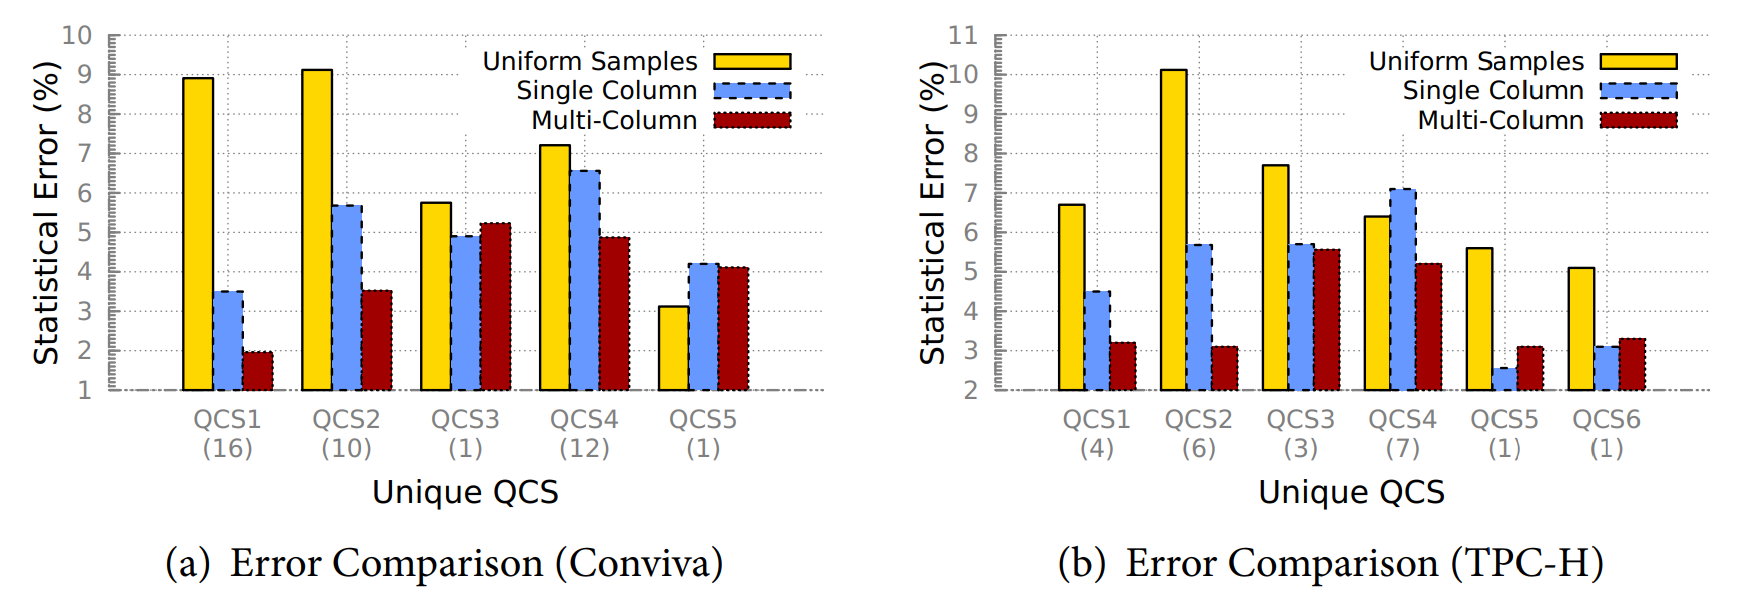 10
9
8
7
6
5
4
3
2
1
Statistical Error (%)
Uniform Samples
Single Column
Multi-Column
QCS1 QCS2 QCS3 QCS4 QCS5
(16) (10) (1) (12) (1)
Unique QCS
(a) Error Comparison (Conviva)
11
10
9
8
7
6
5
4
3
2
Statistical Error (%)
Uniform Samples
Single Column
Multi-Column
QCS1 QCS2 QCS3 QCS4 QCS5 QCS6
(4) (6) (3) (7) (1) (1)
Unique QCS
(b) Error Comparison (TPC-H)